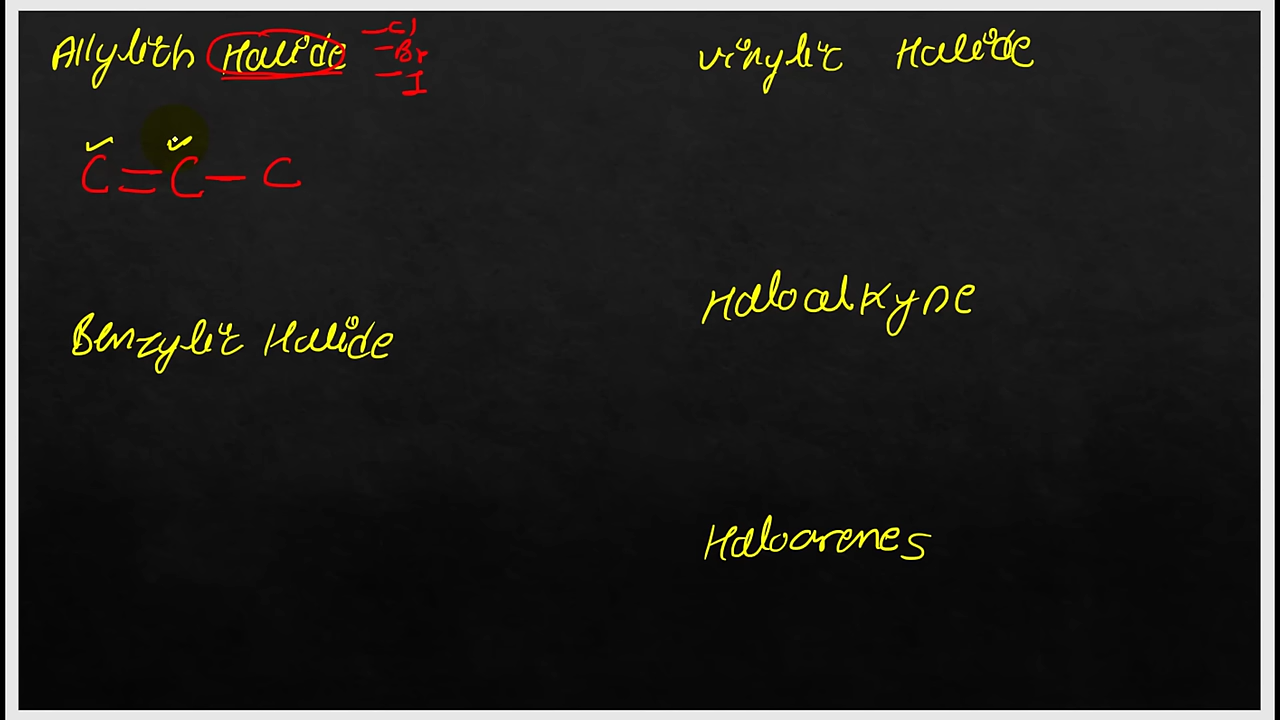 Allylith Halide -Cl
-Br
-I
C=C-C
Benzylic Halide
Vinylic Halide
Haloalkyne
Haloarenes